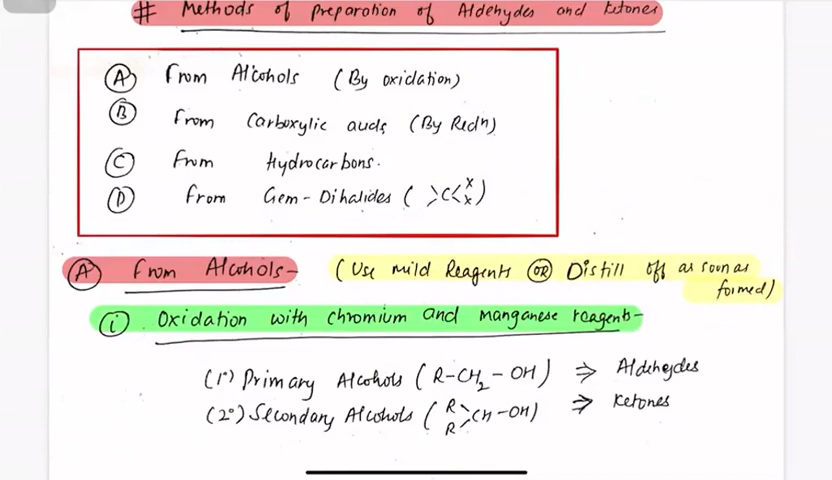 # Methods of preparation of Aldehydes and ketones
(A) from Alcohols (By oxidation)
(B) from Carboxylic acids (By Redⁿ)
(C) from Hydrocarbons.
(D) from Gem-Dihalides ( >C<X X )
(A) from Alcohols- (Use mild Reagents (OR) Distill off as soon as formed)
(i) Oxidation with chromium and manganese reagents-
(1°) Primary Alcohols (R-CH₂-OH) ⇒ Aldehydes
(2°) Secondary Alcohols (R R >CH-OH) ⇒ ketones